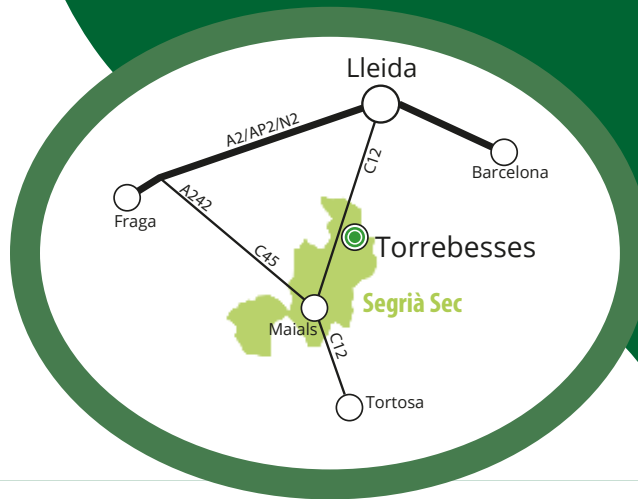 Lleida
A2/AP2/N2
C12
Barcelona
A242
Fraga
Torrebesses
C45
Segrià Sec
Maials
C12
Tortosa